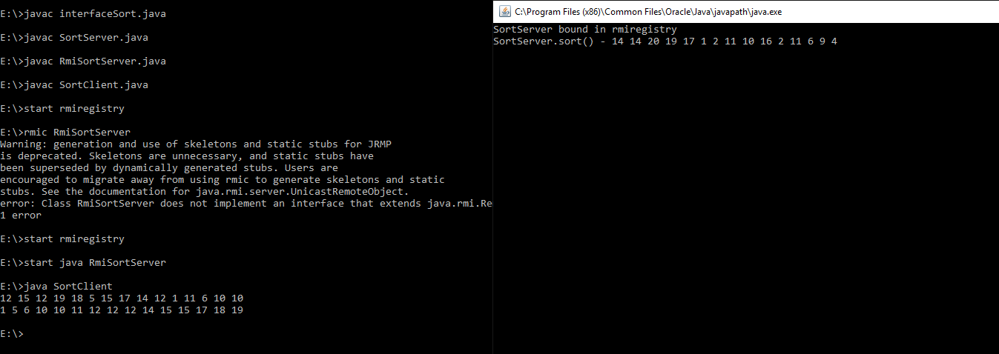 E:\>javac interfaceSort.java
E:\>javac SortServer.java
E:\>javac RmiSortServer.java
E:\>javac SortClient.java
E:\>start rmiregistry
E:\>rmic RmiSortServer
Warning: generation and use of skeletons and static stubs for JRMP
is deprecated. Skeletons are unnecessary, and static stubs have
been superseded by dynamically generated stubs. Users are
encouraged to migrate away from using rmic to generate skeletons and static
stubs. See the documentation for java.rmi.server.UnicastRemoteObject.
error: Class RmiSortServer does not implement an interface that extends java.rmi.Re
1 error
E:\>start rmiregistry
E:\>start java RmiSortServer
E:\>java SortClient
12 15 12 19 18 5 15 17 14 12 1 11 6 10 10
1 5 6 10 10 11 12 12 12 14 15 15 17 18 19
E:\>
C:\Program Files (x86)\Common Files\Oracle\Java\javapath\java.exe
SortServer bound in rmiregistry
SortServer.sort() - 14 14 20 19 17 1 2 11 10 16 2 11 6 9 4